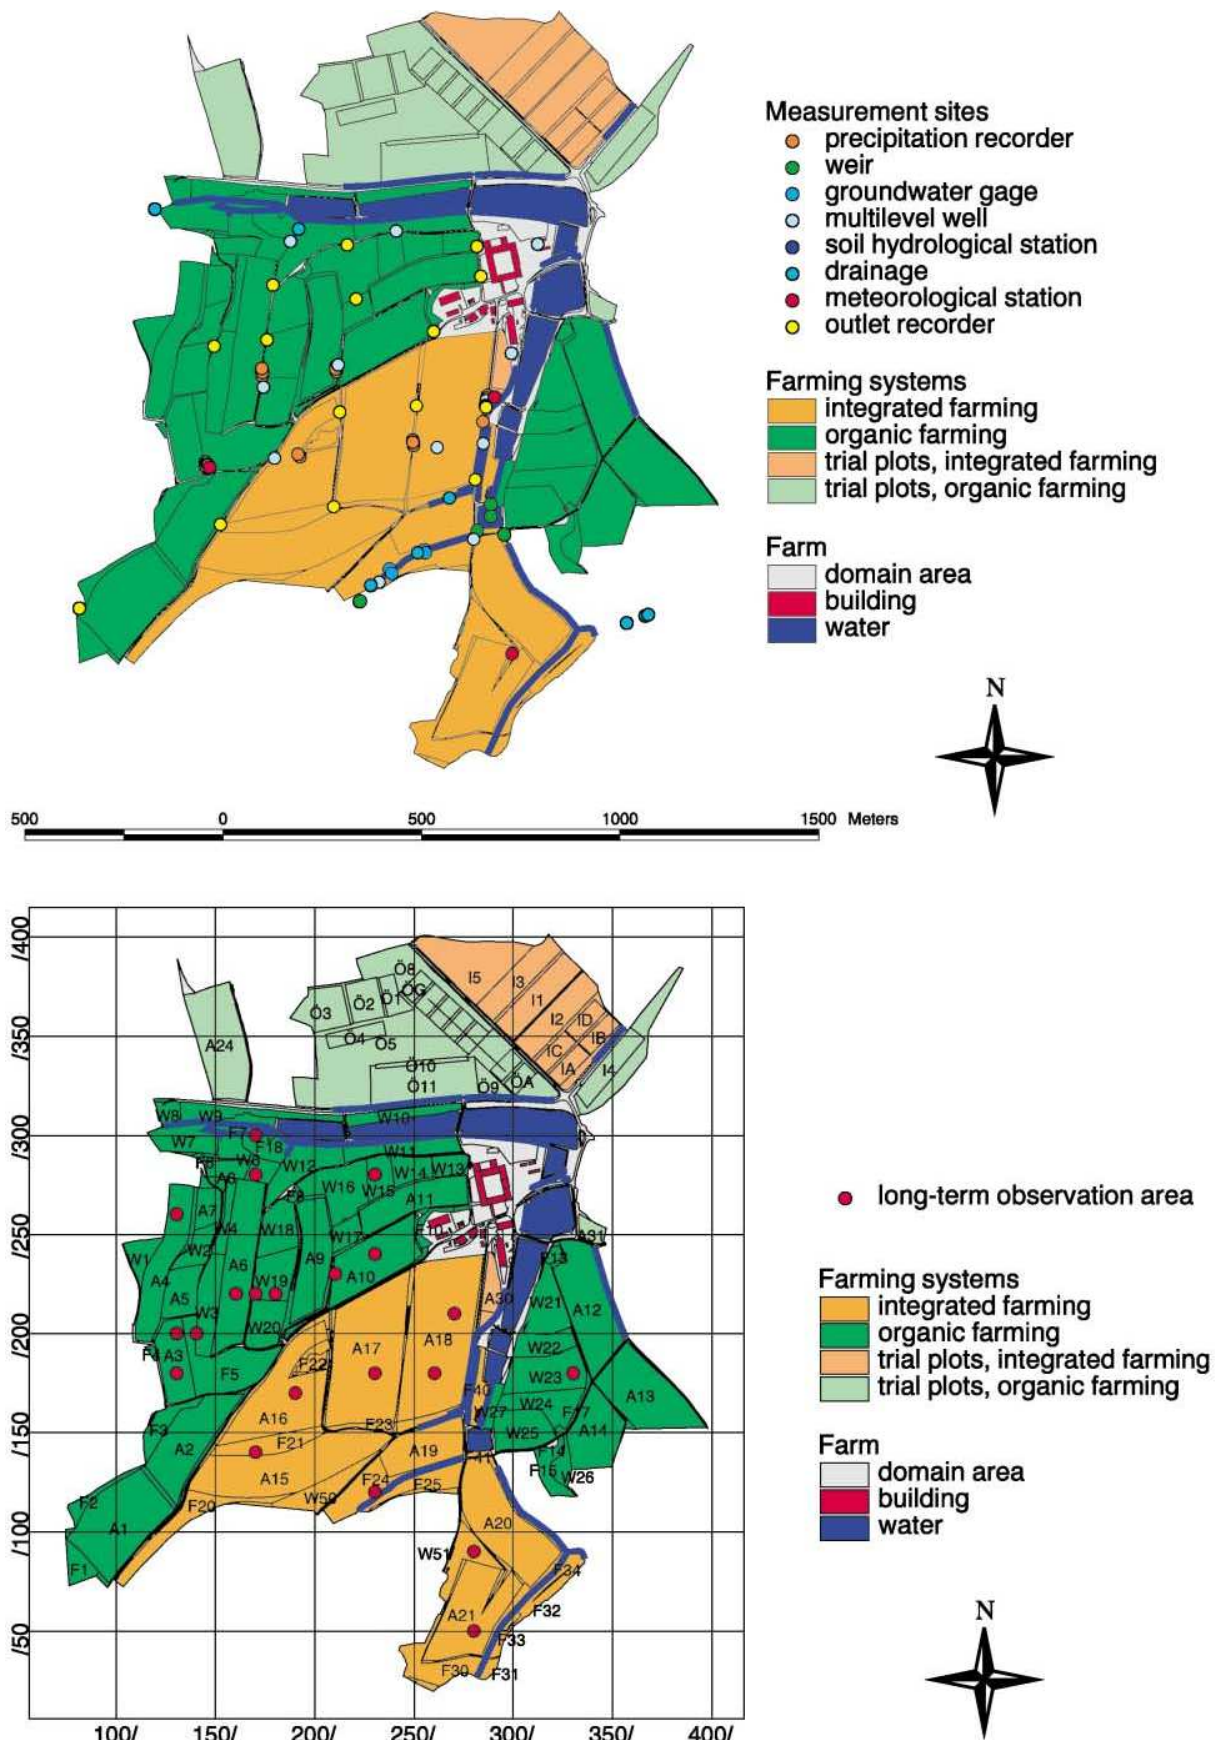 Measurement sites
precipitation recorder
weir
groundwater gage
multilevel well
soil hydrological station
drainage
meteorological station
outlet recorder
Farming systems
integrated farming
organic farming
trial plots, integrated farming
trial plots, organic farming
Farm
domain area
building
water
N
500 0 500 1000 1500 Meters
/400
/350
/300
/250
/200
/150
/100
/50
Ö8
I5
I3
ÖG
Ö1
Ö2
Ö3
I1
I2
ID
IB
Ö4
Ö5
IC
IA
I4
A24
Ö10
Ö11
Ö9
ÖA
W8
W9
W10
F7
W7
F18
W11
W12
W14
W13
W16
W15
A11
A7
W4
W18
W17
A31
W1
W2
A9
F13
A4
A6
W19
A10
A5
W3
A30
W21
A12
W20
A17
A18
W22
A3
F5
F22
W23
A13
F40
W24
F17
A16
F23
W27
W25
A14
F3
A2
F21
A19
F14
A15
F24
F25
F15
W26
W50
F2
F20
A1
A20
F1
W51
F34
A21
F32
F33
F30
F31
100/ 150/ 200/ 250/ 300/ 350/ 400/
long-term observation area
Farming systems
integrated farming
organic farming
trial plots, integrated farming
trial plots, organic farming
Farm
domain area
building
water
N